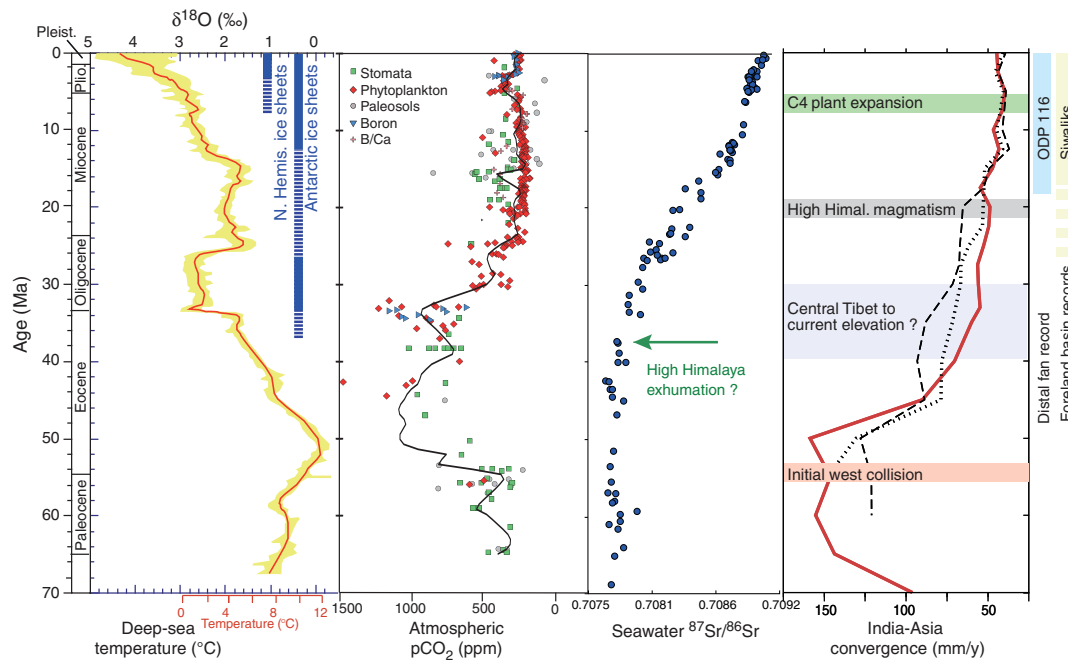 δ18O (‰)
Pleist.
5 4 3 2 1 0
Age (Ma)
0
10
20
30
40
50
60
70
Plio.
Miocene
Oligocene
Eocene
Paleocene
N. Hemis. ice sheets
Antarctic ice sheets
0 4 8 12
Temperature (°C)
Deep-sea
temperature (°C)
Stomata
Phytoplankton
Paleosols
Boron
B/Ca
1500 1000 500 0
Atmospheric
pCO2 (ppm)
High Himalaya
exhumation ?
0.7075 0.7081 0.7086 0.7092
Seawater 87Sr/86Sr
C4 plant expansion
High Himal. magmatism
Central Tibet to
current elevation ?
Initial west collision
150 100 50
India-Asia
convergence (mm/y)
ODP 116
Distal fan record
Siwaliks
Foreland basin records